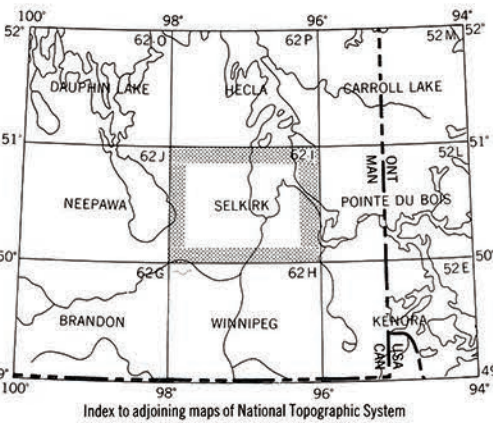 100° 98° 96° 94°
52° 62-O 62 P 52 M 52°
DAUPHIN LAKE HECLA CARROLL LAKE
51° 62 J 62 I 52 L 51°
MAN ONT
NEEPAWA SELKIRK POINTE DU BOIS
50° 62 G 62 H 52 E 50°
BRANDON WINNIPEG KENORA
CAN USA
49° 49°
100° 98° 96° 94°
Index to adjoining maps of National Topographic System